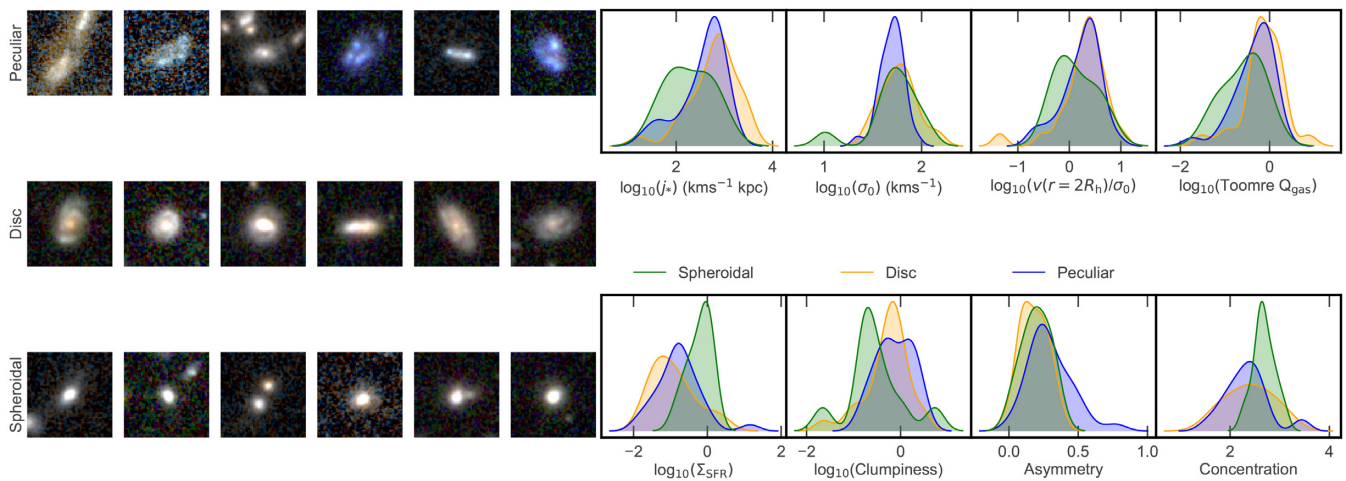 Peculiar
2 4
log₁₀(j*) (kms⁻¹ kpc)
1 2
log₁₀(σ₀) (kms⁻¹)
−1 0 1
log₁₀(v(r = 2Rₕ)/σ₀)
−2 0
log₁₀(Toomre Q_gas)
Disc
Spheroidal Disc Peculiar
Spheroidal
−2 0 2
log₁₀(Σ_SFR)
−2 0
log₁₀(Clumpiness)
0.0 0.5 1.0
Asymmetry
2 4
Concentration